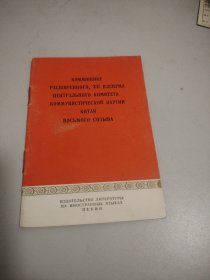 КОММЮНИКЕ
РАСШИРЕННОГО, XII ПЛЕНУМА
ЦЕНТРАЛЬНОГО КОМИТЕТА
КОММУНИСТИЧЕСКОЙ ПАРТИИ
КИТАЯ
ВОСЬМОГО СОЗЫВА
ИЗДАТЕЛЬСТВО ЛИТЕРАТУРЫ
НА ИНОСТРАННЫХ ЯЗЫКАХ
ПЕКИН